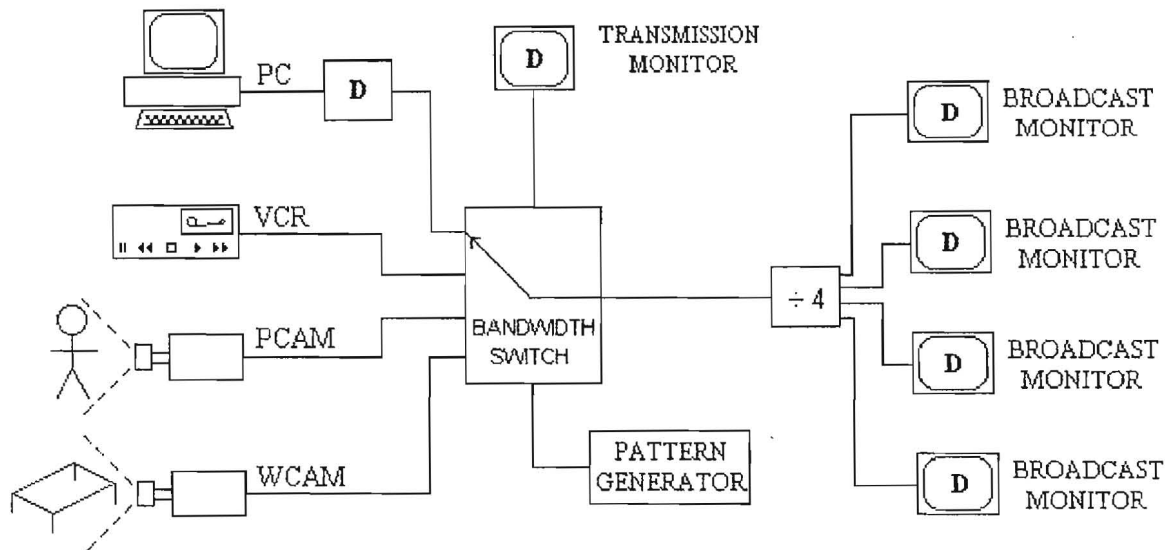 PC
D
D
TRANSMISSION
MONITOR
D
BROADCAST
MONITOR
VCR
D
BROADCAST
MONITOR
÷ 4
PCAM
BANDWIDTH
SWITCH
D
BROADCAST
MONITOR
WCAM
PATTERN
GENERATOR
D
BROADCAST
MONITOR